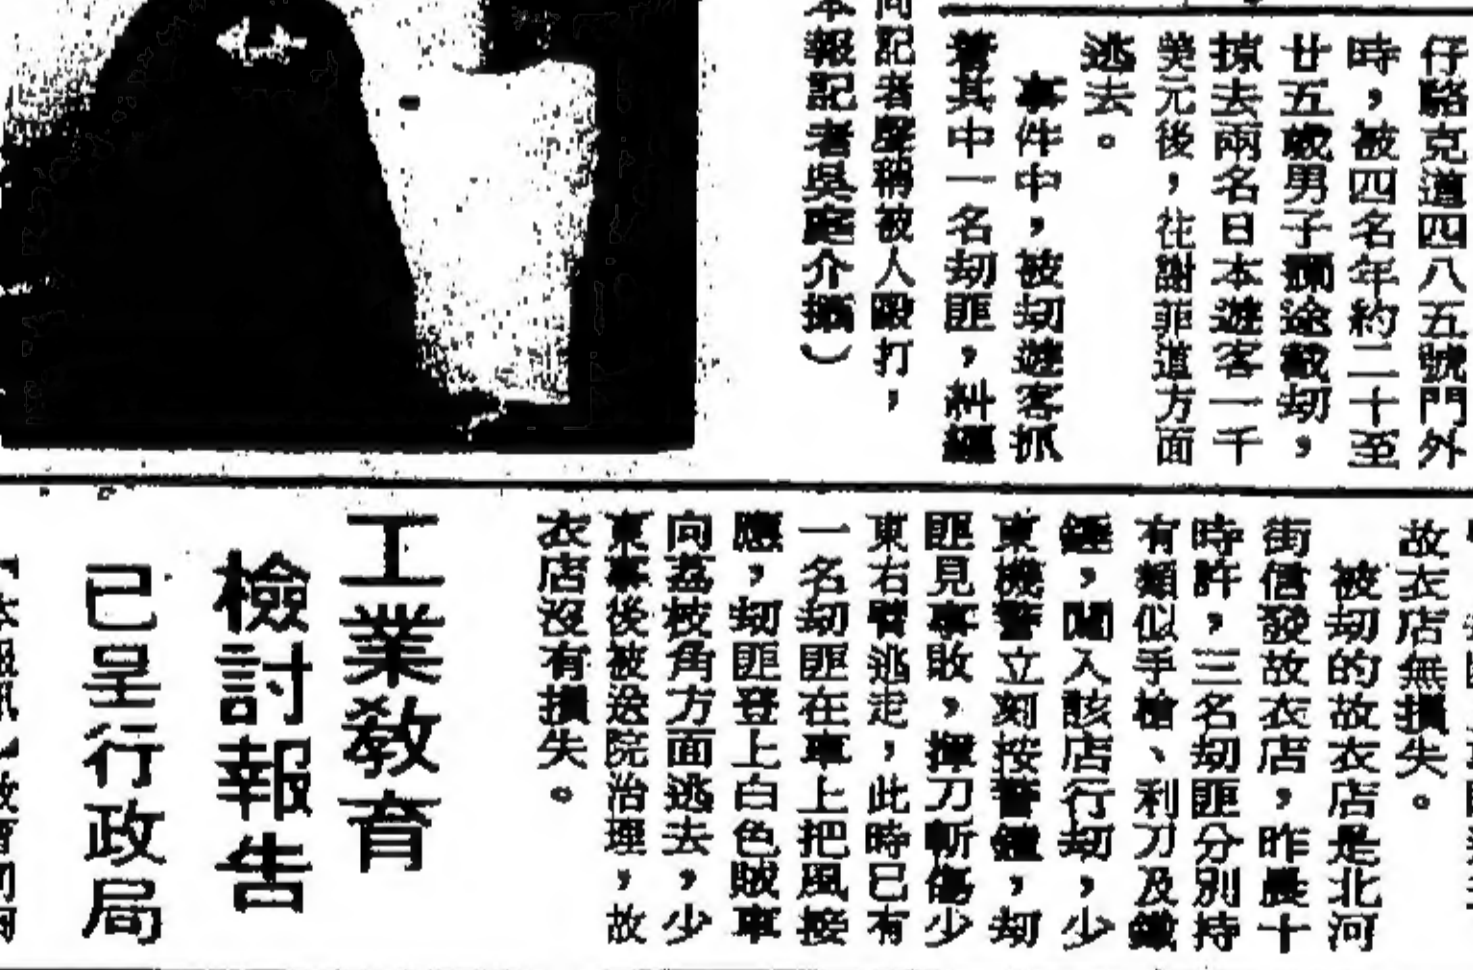 仔駱克道四八五號門外
時，被四名年約二十至
廿五歲男子攔途截劫，
掠去兩名日本遊客一千
美元後，往謝菲道方面
逃去。
事件中，被劫遊客抓
着其中一名劫匪，糾纏
向記者聲稱被人毆打，
本報記者吳庭介攝）
故衣店無損失。
被劫的故衣店是北河
街信發故衣店，昨晨十
時許，三名劫匪分別持
有類似手槍、利刀及鐵
錘，闖入該店行劫，少
東機警立刻按警鐘，劫
匪見事敗，揮刀斬傷少
東右臂逃走，此時已有
一名劫匪在車上把風接
應，劫匪登上白色賊車
向荔枝角方面逃去，少
東事後被送院治理，故
衣店沒有損失。
工業教育
檢討報告
已呈行政局